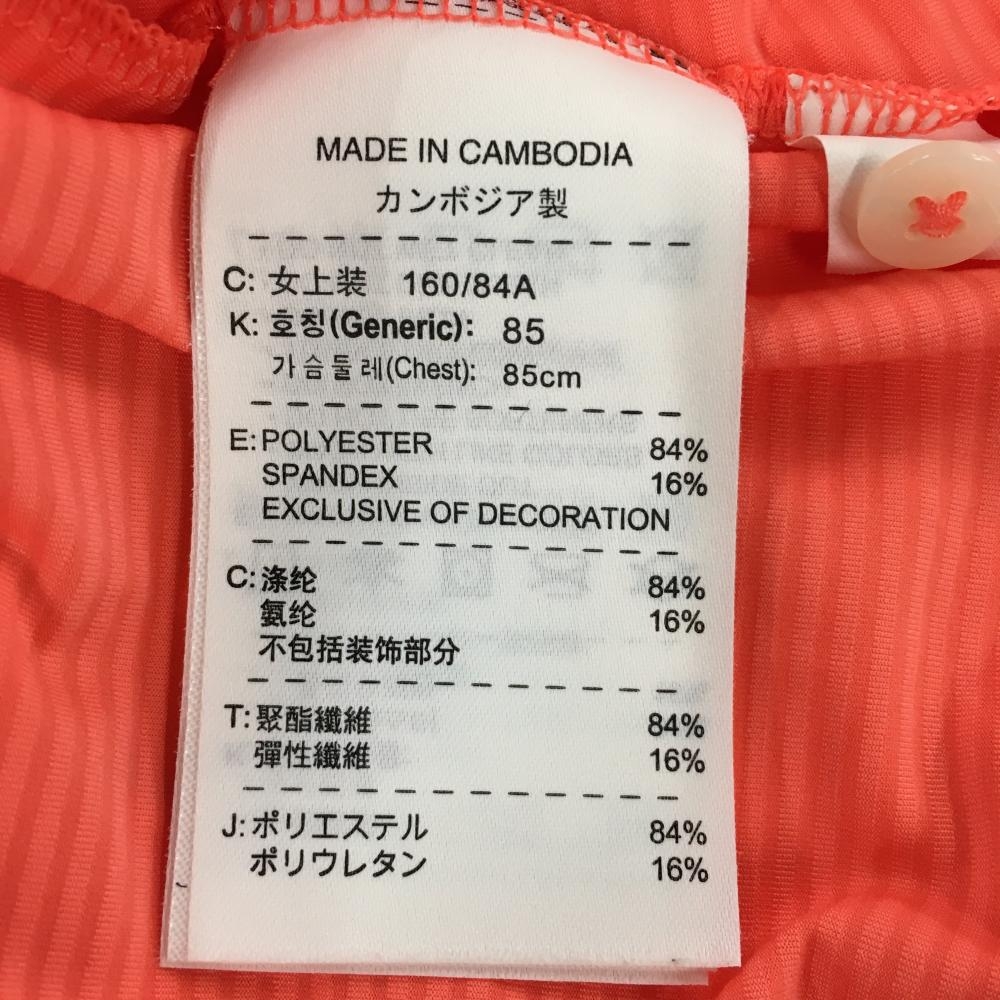 MADE IN CAMBODIA
カンボジア製
C: 女上装 160/84A
K: 호칭(Generic): 85
가슴둘레(Chest): 85cm
E: POLYESTER 84%
SPANDEX 16%
EXCLUSIVE OF DECORATION
C: 涤纶 84%
氨纶 16%
不包括装饰部分
T: 聚酯纖維 84%
彈性纖維 16%
J: ポリエステル 84%
ポリウレタン 16%